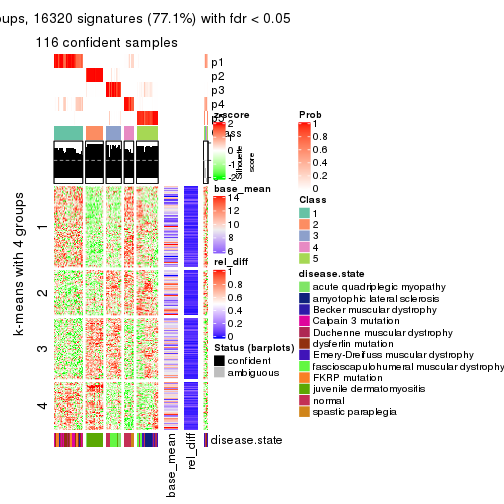 oups, 16320 signatures (77.1%) with fdr < 0.05
116 confident samples
p1
p2
p3
p4
p5
Class
Silhouette
score
k-means with 4 groups
1
2
3
4
base_mean
rel_diff
disease.state
z-score
2
1
0
-1
-2
base_mean
14
12
10
8
6
rel_diff
1
0.8
0.6
0.4
0.2
0
Status (barplots)
confident
ambiguous
Prob
1
0.8
0.6
0.4
0.2
0
Class
1
2
3
4
5
disease.state
acute quadriplegic myopathy
amyotophic lateral sclerosis
Becker muscular dystrophy
Calpain 3 mutation
Duchenne muscular dystrophy
dysferlin mutation
Emery-Dreifuss muscular dystrophy
fascioscapulohumeral muscular dystrophy
FKRP mutation
juvenile dermatomyositis
normal
spastic paraplegia